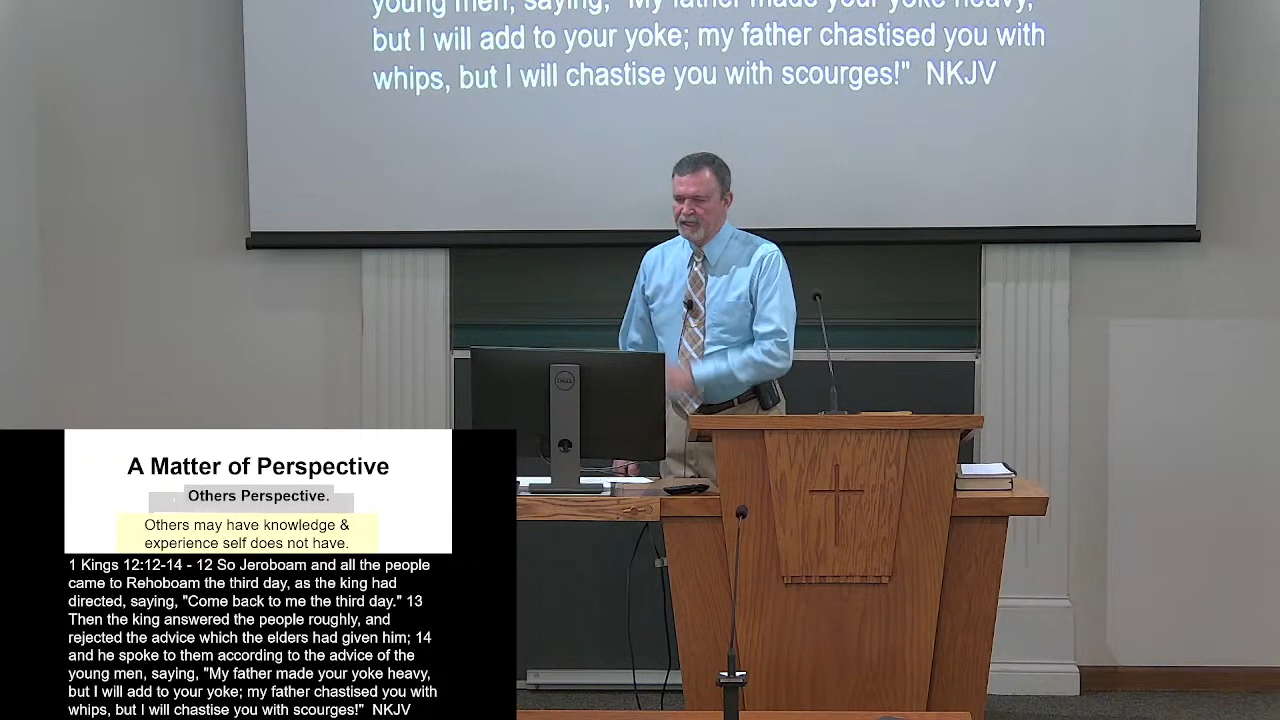 young men, saying, "My father made your yoke heavy,
but I will add to your yoke; my father chastised you with
whips, but I will chastise you with scourges!" NKJV
DELL
A Matter of Perspective
Others Perspective.
Others may have knowledge &
experience self does not have.
1 Kings 12:12-14 - 12 So Jeroboam and all the people
came to Rehoboam the third day, as the king had
directed, saying, "Come back to me the third day." 13
Then the king answered the people roughly, and
rejected the advice which the elders had given him; 14
and he spoke to them according to the advice of the
young men, saying, "My father made your yoke heavy,
but I will add to your yoke; my father chastised you with
whips, but I will chastise you with scourges!" NKJV